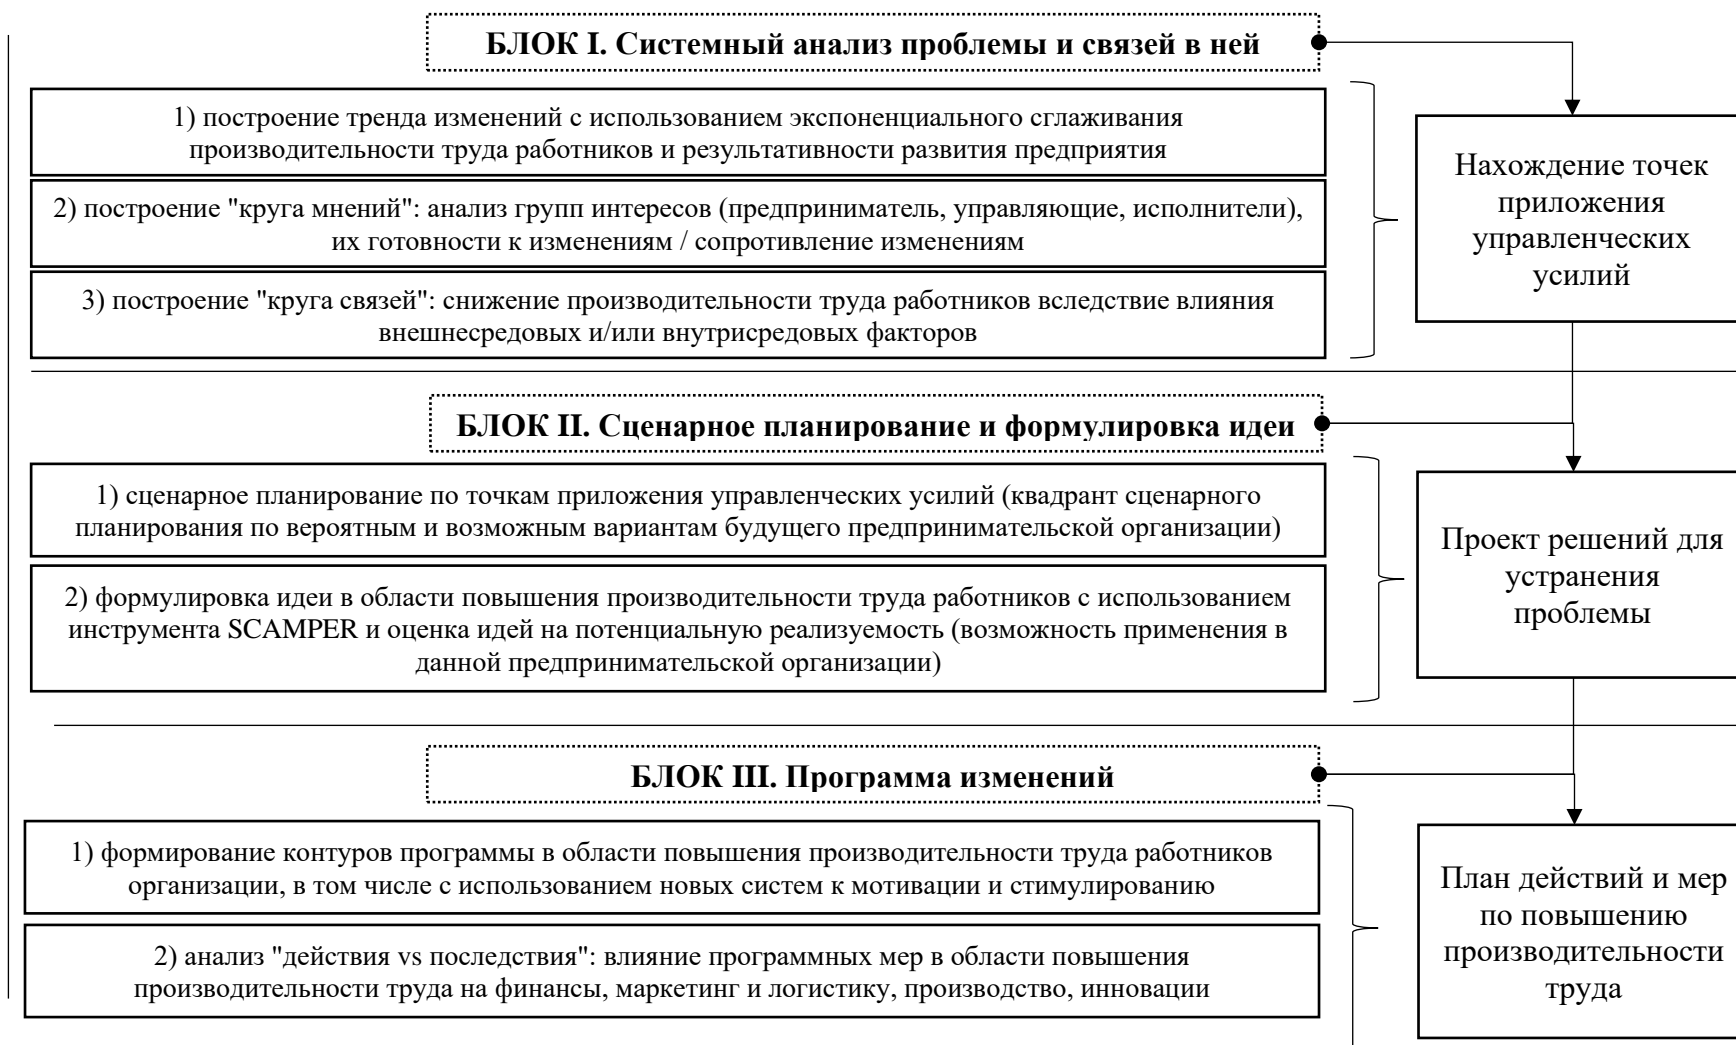 БЛОК I. Системный анализ проблемы и связей в ней
1) построение тренда изменений с использованием экспоненциального сглаживания
производительности труда работников и результативности развития предприятия
2) построение "круга мнений": анализ групп интересов (предприниматель, управляющие, исполнители),
их готовности к изменениям / сопротивление изменениям
3) построение "круга связей": снижение производительности труда работников вследствие влияния
внешнесредовых и/или внутрисредовых факторов
Нахождение точек
приложения
управленческих
усилий
БЛОК II. Сценарное планирование и формулировка идеи
1) сценарное планирование по точкам приложения управленческих усилий (квадрант сценарного
планирования по вероятным и возможным вариантам будущего предпринимательской организации)
2) формулировка идеи в области повышения производительности труда работников с использованием
инструмента SCAMPER и оценка идей на потенциальную реализуемость (возможность применения в
данной предпринимательской организации)
Проект решений для
устранения
проблемы
БЛОК III. Программа изменений
1) формирование контуров программы в области повышения производительности труда работников
организации, в том числе с использованием новых систем к мотивации и стимулированию
2) анализ "действия vs последствия": влияние программных мер в области повышения
производительности труда на финансы, маркетинг и логистику, производство, инновации
План действий и мер
по повышению
производительности
труда